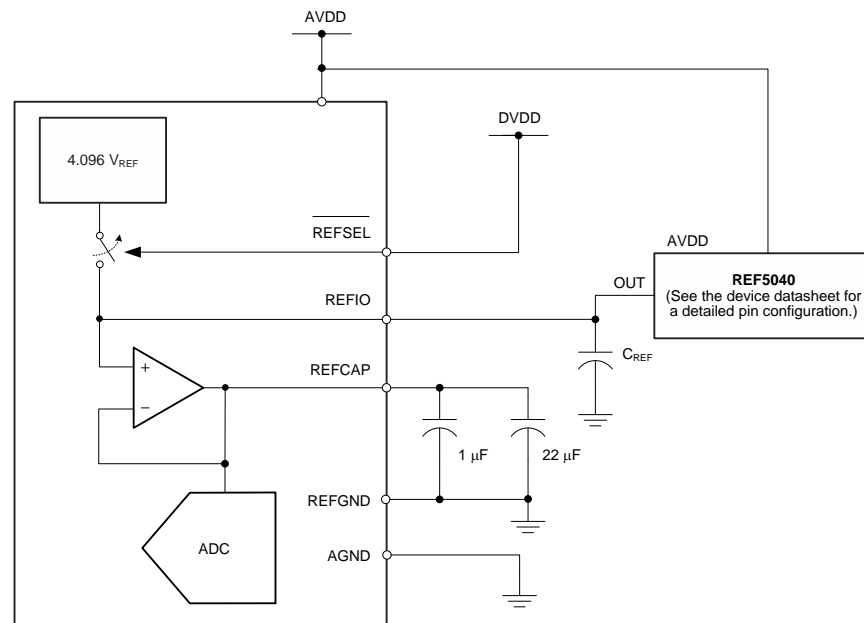 AVDD
DVDD
4.096 VREF
REFSEL
AVDD
REF5040
(See the device datasheet for
a detailed pin configuration.)
OUT
REFIO
CREF
+
−
REFCAP
1 μF
22 μF
REFGND
ADC
AGND